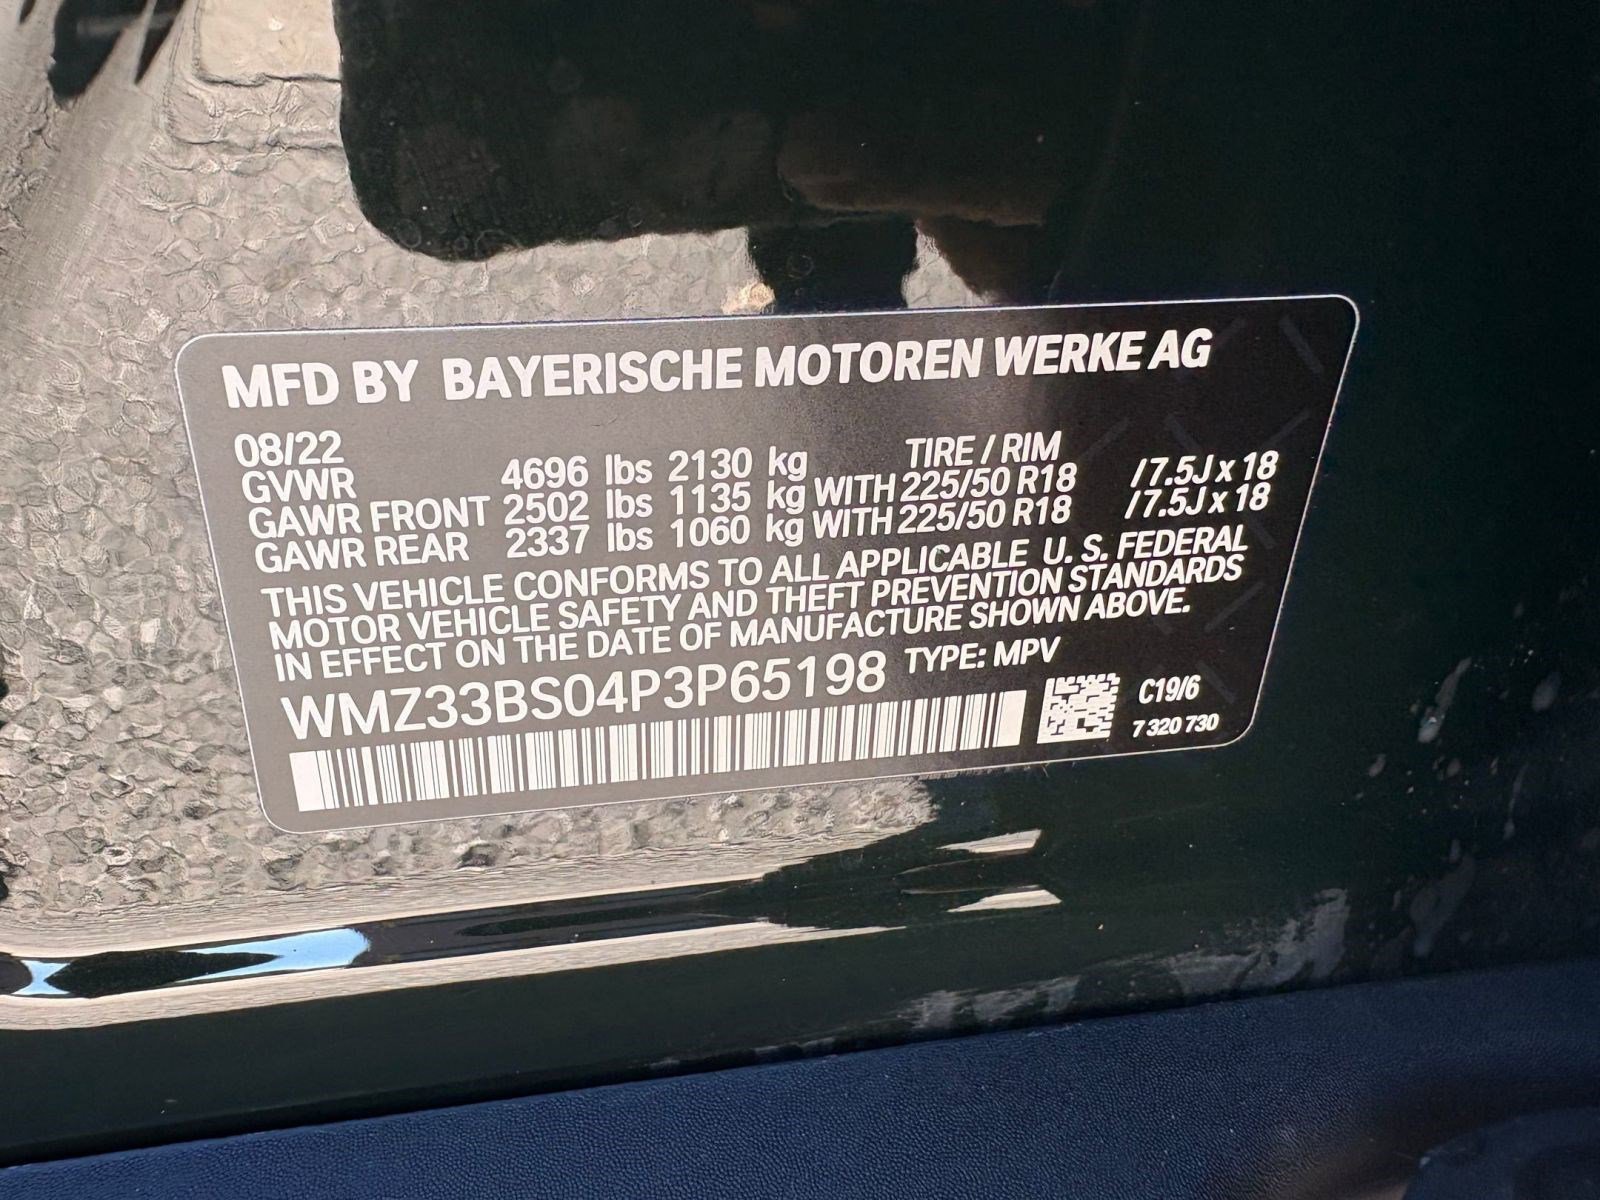 MFD BY BAYERISCHE MOTOREN WERKE AG
08/22
GVWR 4696 lbs 2130 kg TIRE / RIM
GAWR FRONT 2502 lbs 1135 kg WITH 225/50 R18 /7.5J x 18
GAWR REAR 2337 lbs 1060 kg WITH 225/50 R18 /7.5J x 18
THIS VEHICLE CONFORMS TO ALL APPLICABLE U. S. FEDERAL
MOTOR VEHICLE SAFETY AND THEFT PREVENTION STANDARDS
IN EFFECT ON THE DATE OF MANUFACTURE SHOWN ABOVE.
WMZ33BS04P3P65198 TYPE: MPV
C19/6
7 320 730